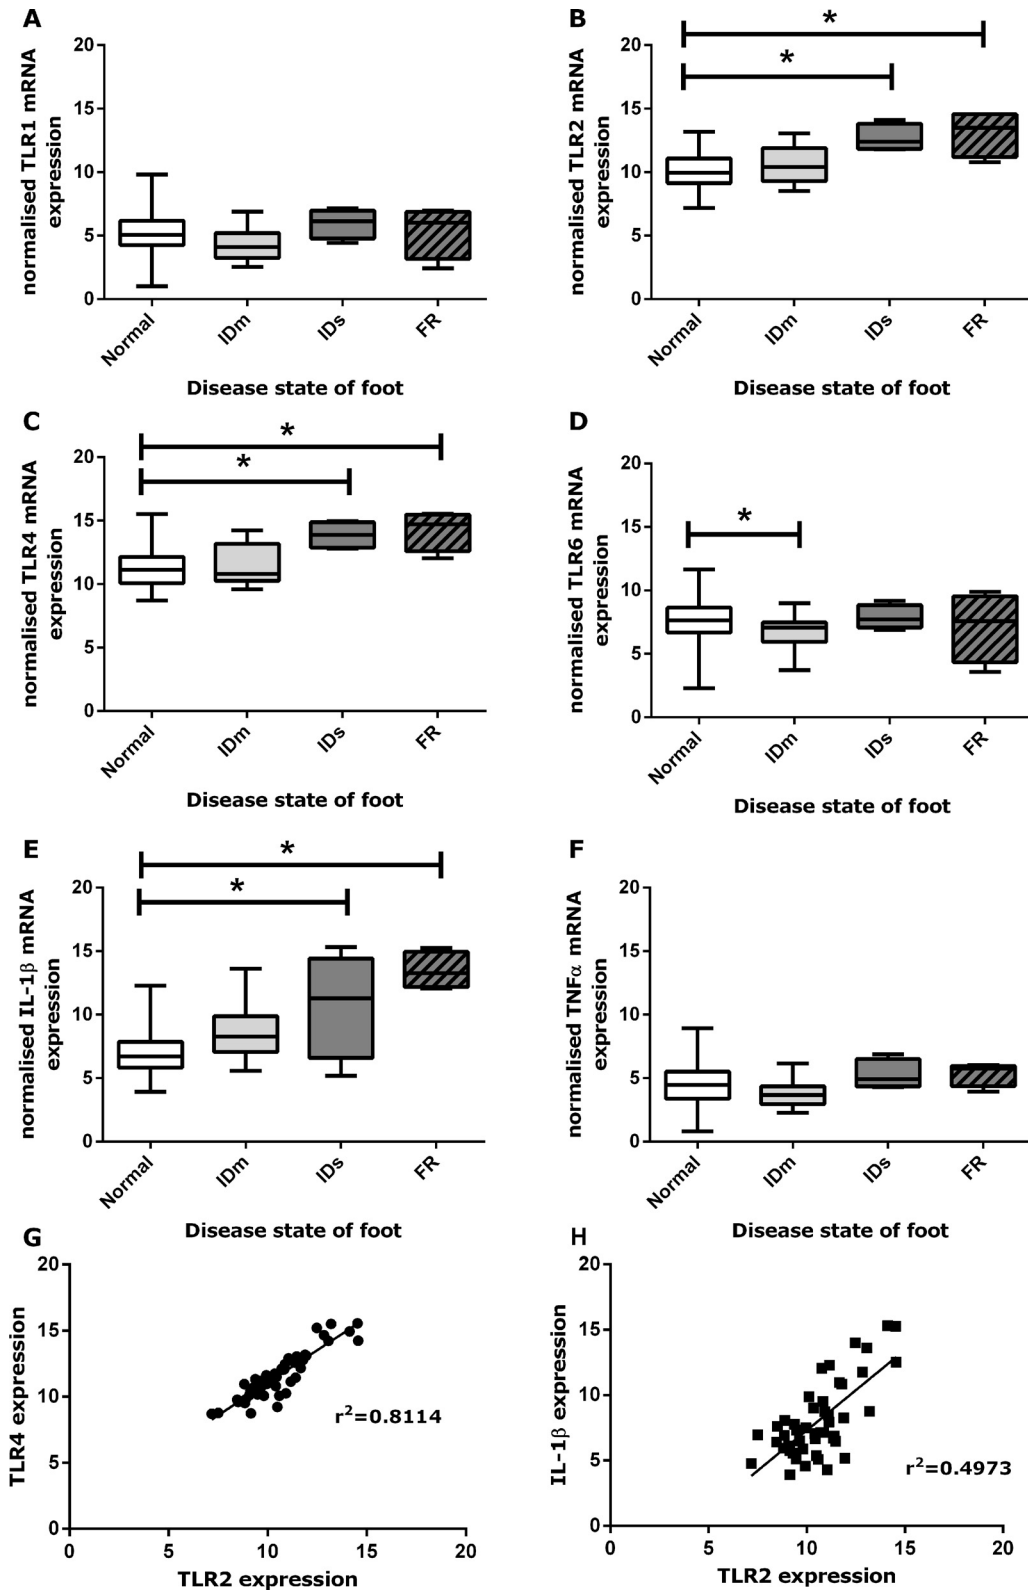 A
normalised TLR1 mRNA
expression
20
15
10
5
0
Normal
IDm
IDs
FR
Disease state of foot
B
normalised TLR2 mRNA
expression
20
15
10
5
0
*
*
Normal
IDm
IDs
FR
Disease state of foot
C
normalised TLR4 mRNA
expression
20
15
10
5
0
*
*
Normal
IDm
IDs
FR
Disease state of foot
D
normalised TLR6 mRNA
expression
20
15
10
5
0
*
Normal
IDm
IDs
FR
Disease state of foot
E
normalised IL-1β mRNA
expression
20
15
10
5
0
*
*
Normal
IDm
IDs
FR
Disease state of foot
F
normalised TNFα mRNA
expression
20
15
10
5
0
Normal
IDm
IDs
FR
Disease state of foot
G
TLR4 expression
20
15
10
5
0
r²=0.8114
0 5 10 15 20
TLR2 expression
H
IL-1β expression
20
15
10
5
0
r²=0.4973
0 5 10 15 20
TLR2 expression